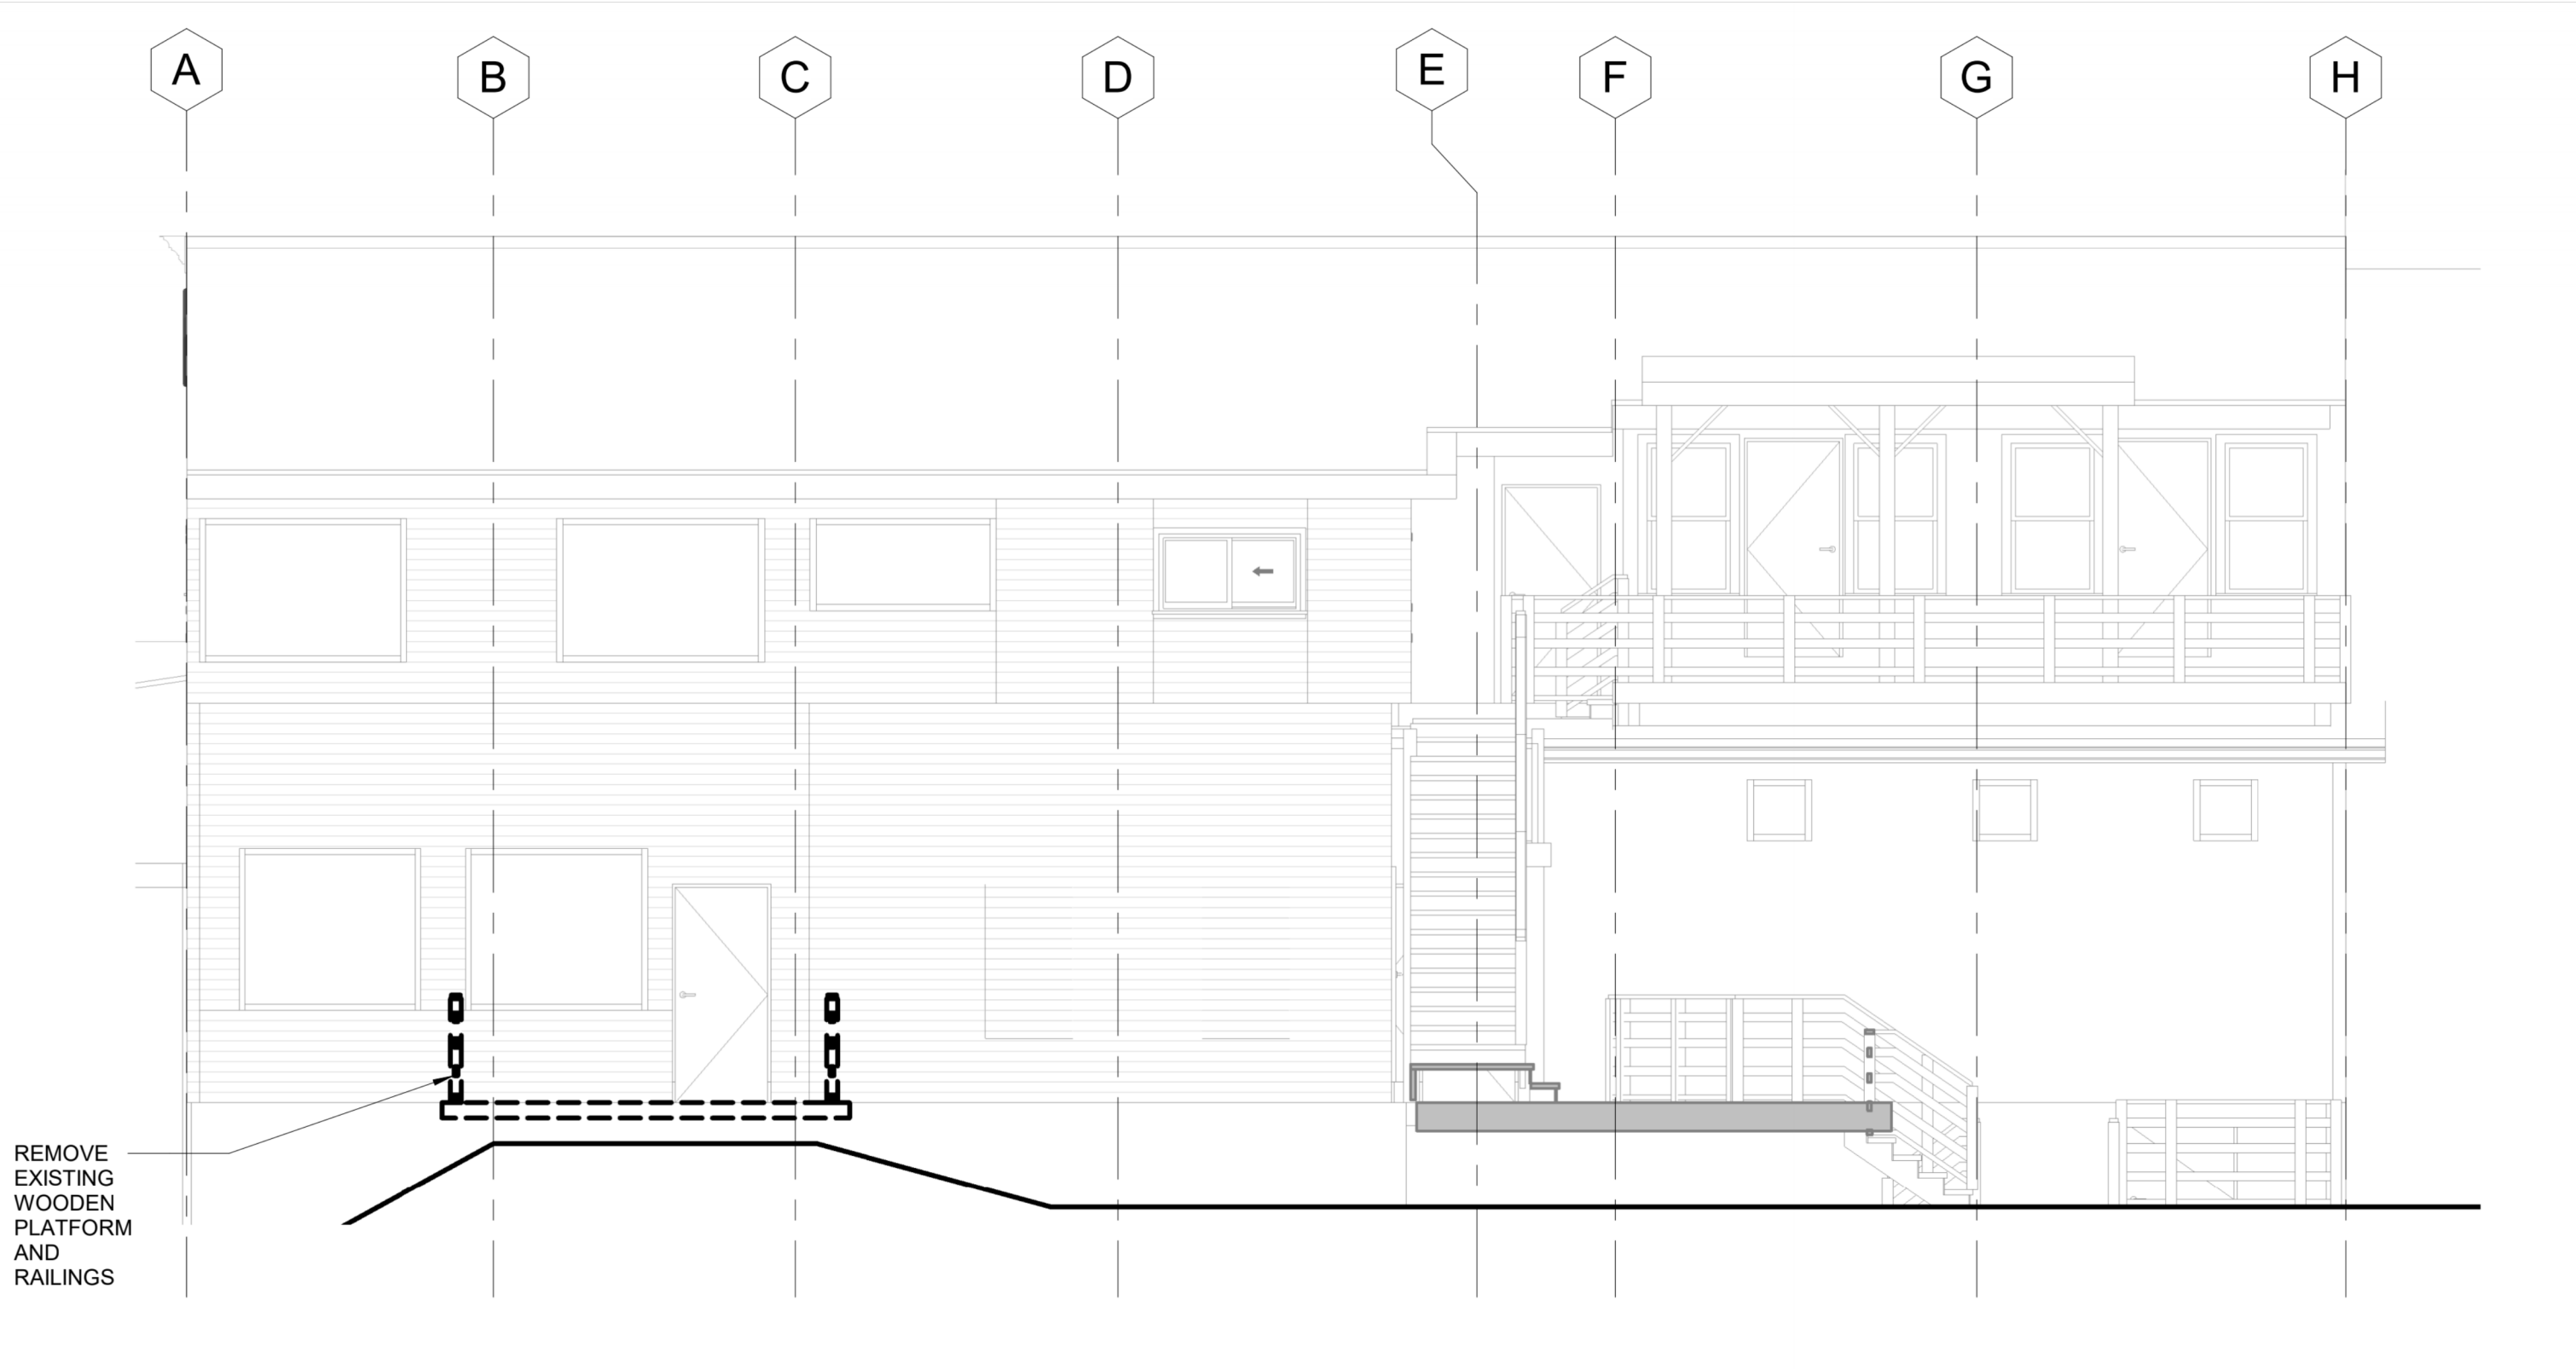 A B C D E F G H
REMOVE
EXISTING
WOODEN
PLATFORM
AND
RAILINGS